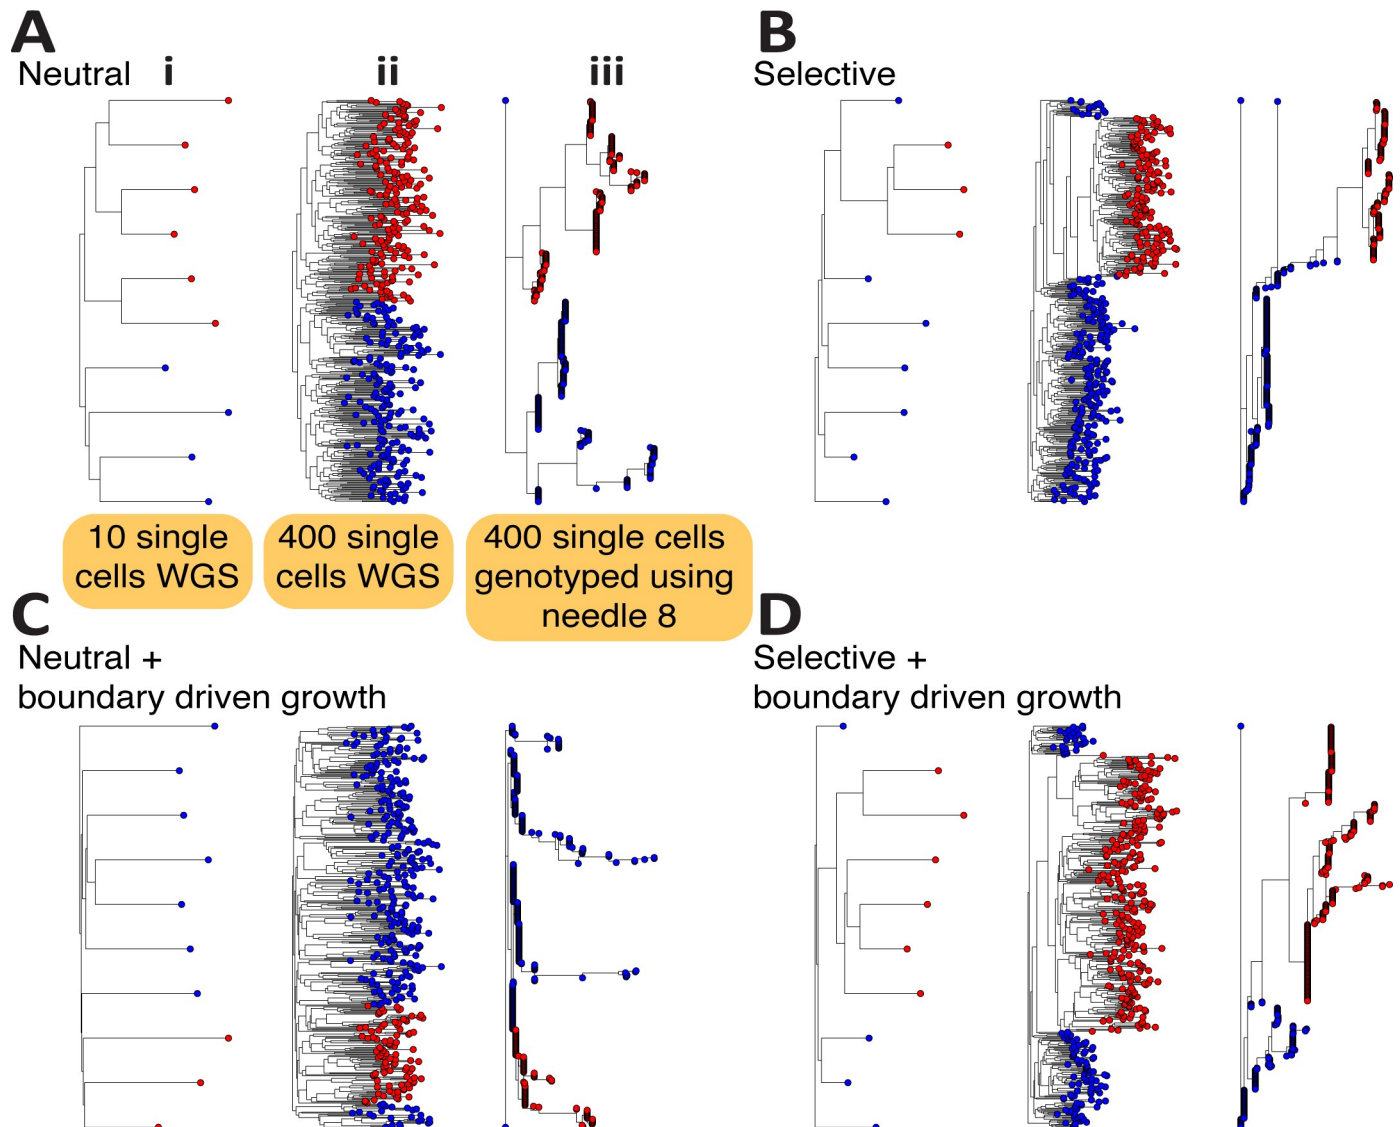 A
B
Neutral i ii iii
Selective
10 single
cells WGS
400 single
cells WGS
400 single cells
genotyped using
needle 8
C
D
Neutral +
boundary driven growth
Selective +
boundary driven growth